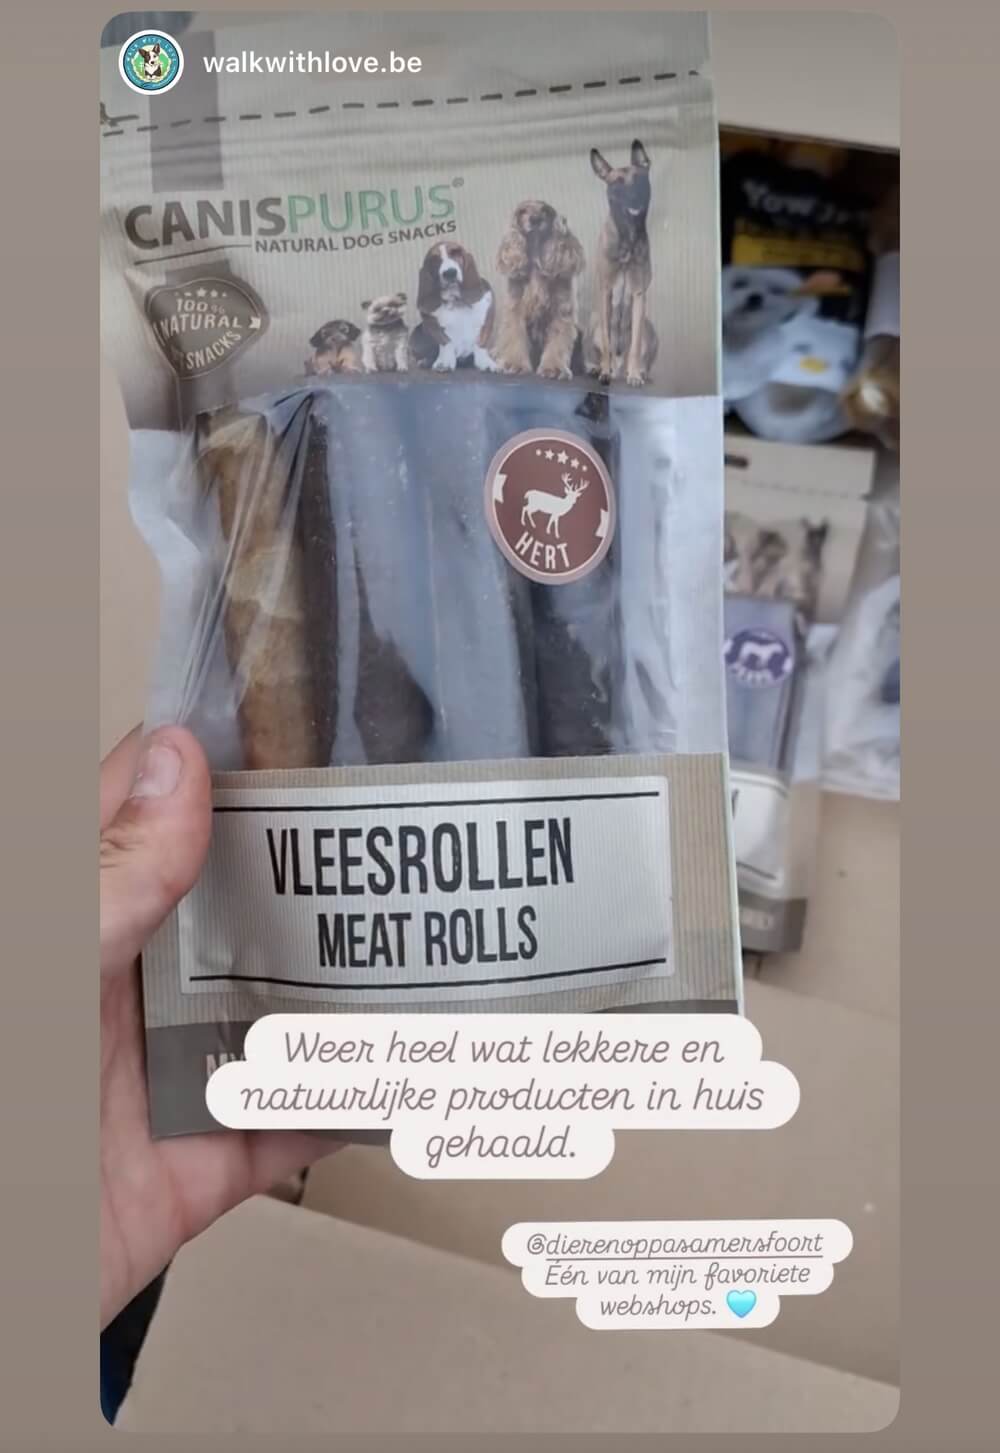 walkwithlove.be
CANISPURUS®
NATURAL DOG SNACKS
100%
NATURAL
SNACKS
HERT
VLEESROLLEN
MEAT ROLLS
Weer heel wat lekkere en
natuurlijke producten in huis
gehaald.
@dierenoppasamersfoort
Één van mijn favoriete
webshops. 🩵